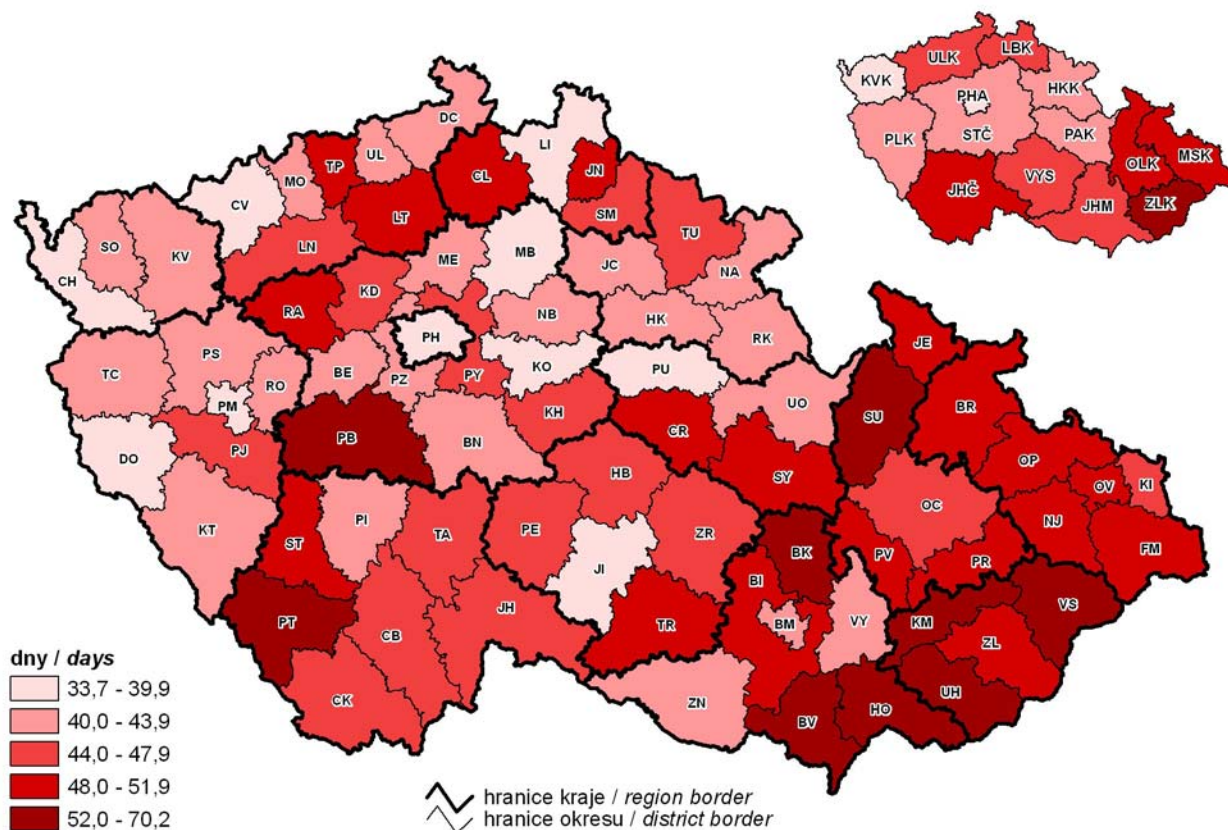 DC
LI
UL
TP
CL
JN
MO
CV
LT
SM
TU
SO
KV
LN
ME
MB
JC
NA
CH
RA
KD
NB
HK
PH
RK
TC
PS
RO
BE
PZ
PY
KO
PU
PM
UO
JE
KH
SU
BR
DO
PJ
PB
BN
CR
OP
HB
SY
OV
KI
OC
KT
ST
PI
TA
PE
ZR
NJ
BK
FM
JI
BI
PV
PR
PT
CB
JH
TR
BM
VY
KM
VS
ZL
CK
ZN
UH
BV
HO
ULK
LBK
KVK
PHA
HKK
PLK
STČ
PAK
OLK
MSK
JHČ
VYS
JHM
ZLK
dny / days
33,7 - 39,9
40,0 - 43,9
44,0 - 47,9
48,0 - 51,9
52,0 - 70,2
hranice kraje / region border
hranice okresu / district border